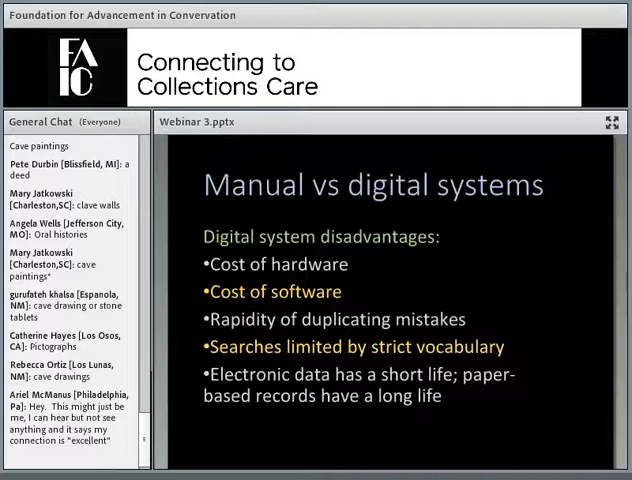 Foundation for Advancement in Convervation
FA
IC
Connecting to
Collections Care
General Chat (Everyone)
Cave paintings
Pete Durbin [Blissfield, MI]: a
deed
Mary Jatkowski
[Charleston,SC]: clave walls
Angela Wells [Jefferson City,
MO]: Oral histories
Mary Jatkowski
[Charleston,SC]: cave
paintings*
gurufateh khalsa [Espanola,
NM]: cave drawing or stone
tablets
Catherine Hayes [Los Osos,
CA]: Pictographs
Rebecca Ortiz [Los Lunas,
NM]: cave drawings
Ariel McManus [Philadelphia,
Pa]: Hey. This might just be
me, I can hear but not see
anything and it says my
connection is "excellent"
Webinar 3.pptx
Manual vs digital systems
Digital system disadvantages:
•Cost of hardware
•Cost of software
•Rapidity of duplicating mistakes
•Searches limited by strict vocabulary
•Electronic data has a short life; paper-
based records have a long life